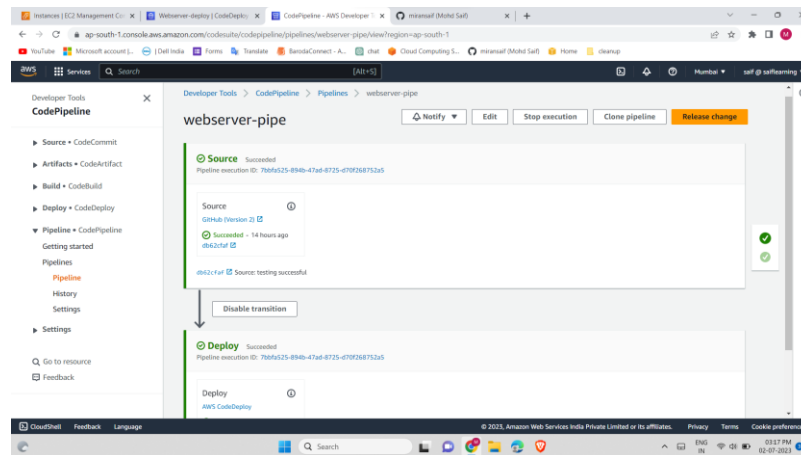 Instances | EC2 Management Con
Webserver-deploy | CodeDeploy
CodePipeline - AWS Developer T
miransaif (Mohd Saif)
ap-south-1.console.aws.amazon.com/codesuite/codepipeline/pipelines/webserver-pipe/view?region=ap-south-1
YouTube Microsoft account |... Dell India Forms Translate BarodaConnect - A... chat Cloud Computing S... miransaif (Mohd Saif) Home cleanup
aws Services Search [Alt+S] Mumbai saif @ saiflearning
Developer Tools
CodePipeline
Source • CodeCommit
Artifacts • CodeArtifact
Build • CodeBuild
Deploy • CodeDeploy
Pipeline • CodePipeline
Getting started
Pipelines
Pipeline
History
Settings
Settings
Go to resource
Feedback
Developer Tools > CodePipeline > Pipelines > webserver-pipe
webserver-pipe
Notify Edit Stop execution Clone pipeline Release change
Source Succeeded
Pipeline execution ID: 7bbfa525-894b-47ad-8725-d70f268752a5
Source
GitHub (Version 2)
Succeeded - 14 hours ago
db62cfaf
db62cfaf Source: testing successful
Disable transition
Deploy Succeeded
Pipeline execution ID: 7bbfa525-894b-47ad-8725-d70f268752a5
Deploy
AWS CodeDeploy
CloudShell Feedback Language © 2023, Amazon Web Services India Private Limited or its affiliates. Privacy Terms Cookie preferenc
Search
ENG
IN
03:17 PM
02-07-2023